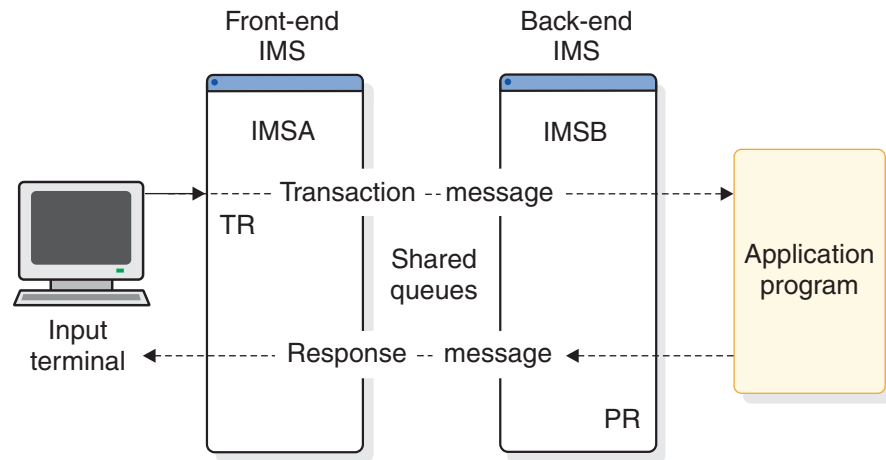 Front-end
IMS
Back-end
IMS
IMSA
IMSB
Transaction message
TR
Shared
queues
Application
program
Input
terminal
Response message
PR